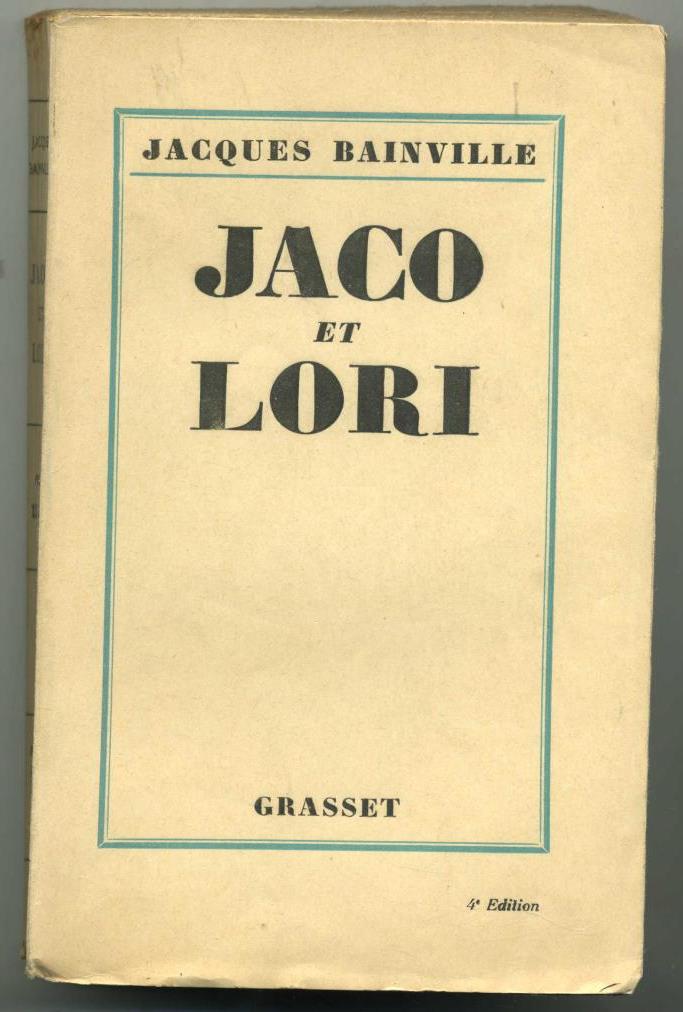 JACQUES BAINVILLE
JACO
ET
LORI
GRASSET
4e Edition